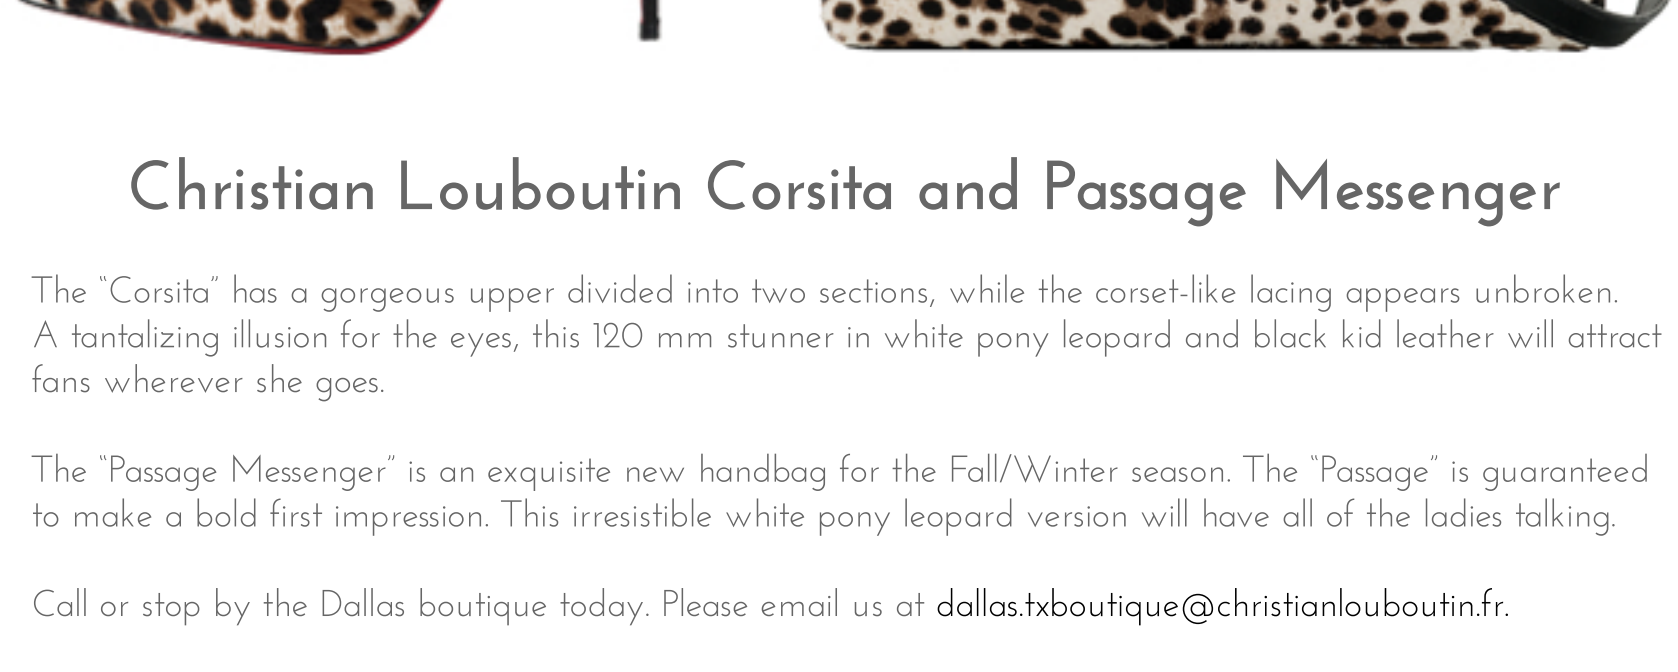 Christian Louboutin Corsita and Passage Messenger
The “Corsita” has a gorgeous upper divided into two sections, while the corset-like lacing appears unbroken.
A tantalizing illusion for the eyes, this 120 mm stunner in white pony leopard and black kid leather will attract
fans wherever she goes.
The “Passage Messenger” is an exquisite new handbag for the Fall/Winter season. The “Passage” is guaranteed
to make a bold first impression. This irresistible white pony leopard version will have all of the ladies talking.
Call or stop by the Dallas boutique today. Please email us at dallas.txboutique@christianlouboutin.fr.